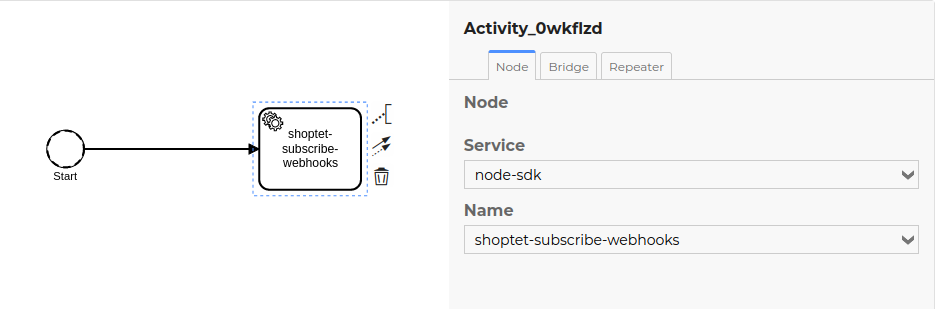 Start
shoptet-
subscribe-
webhooks
Activity_0wkflzd
Node Bridge Repeater
Node
Service
node-sdk
Name
shoptet-subscribe-webhooks